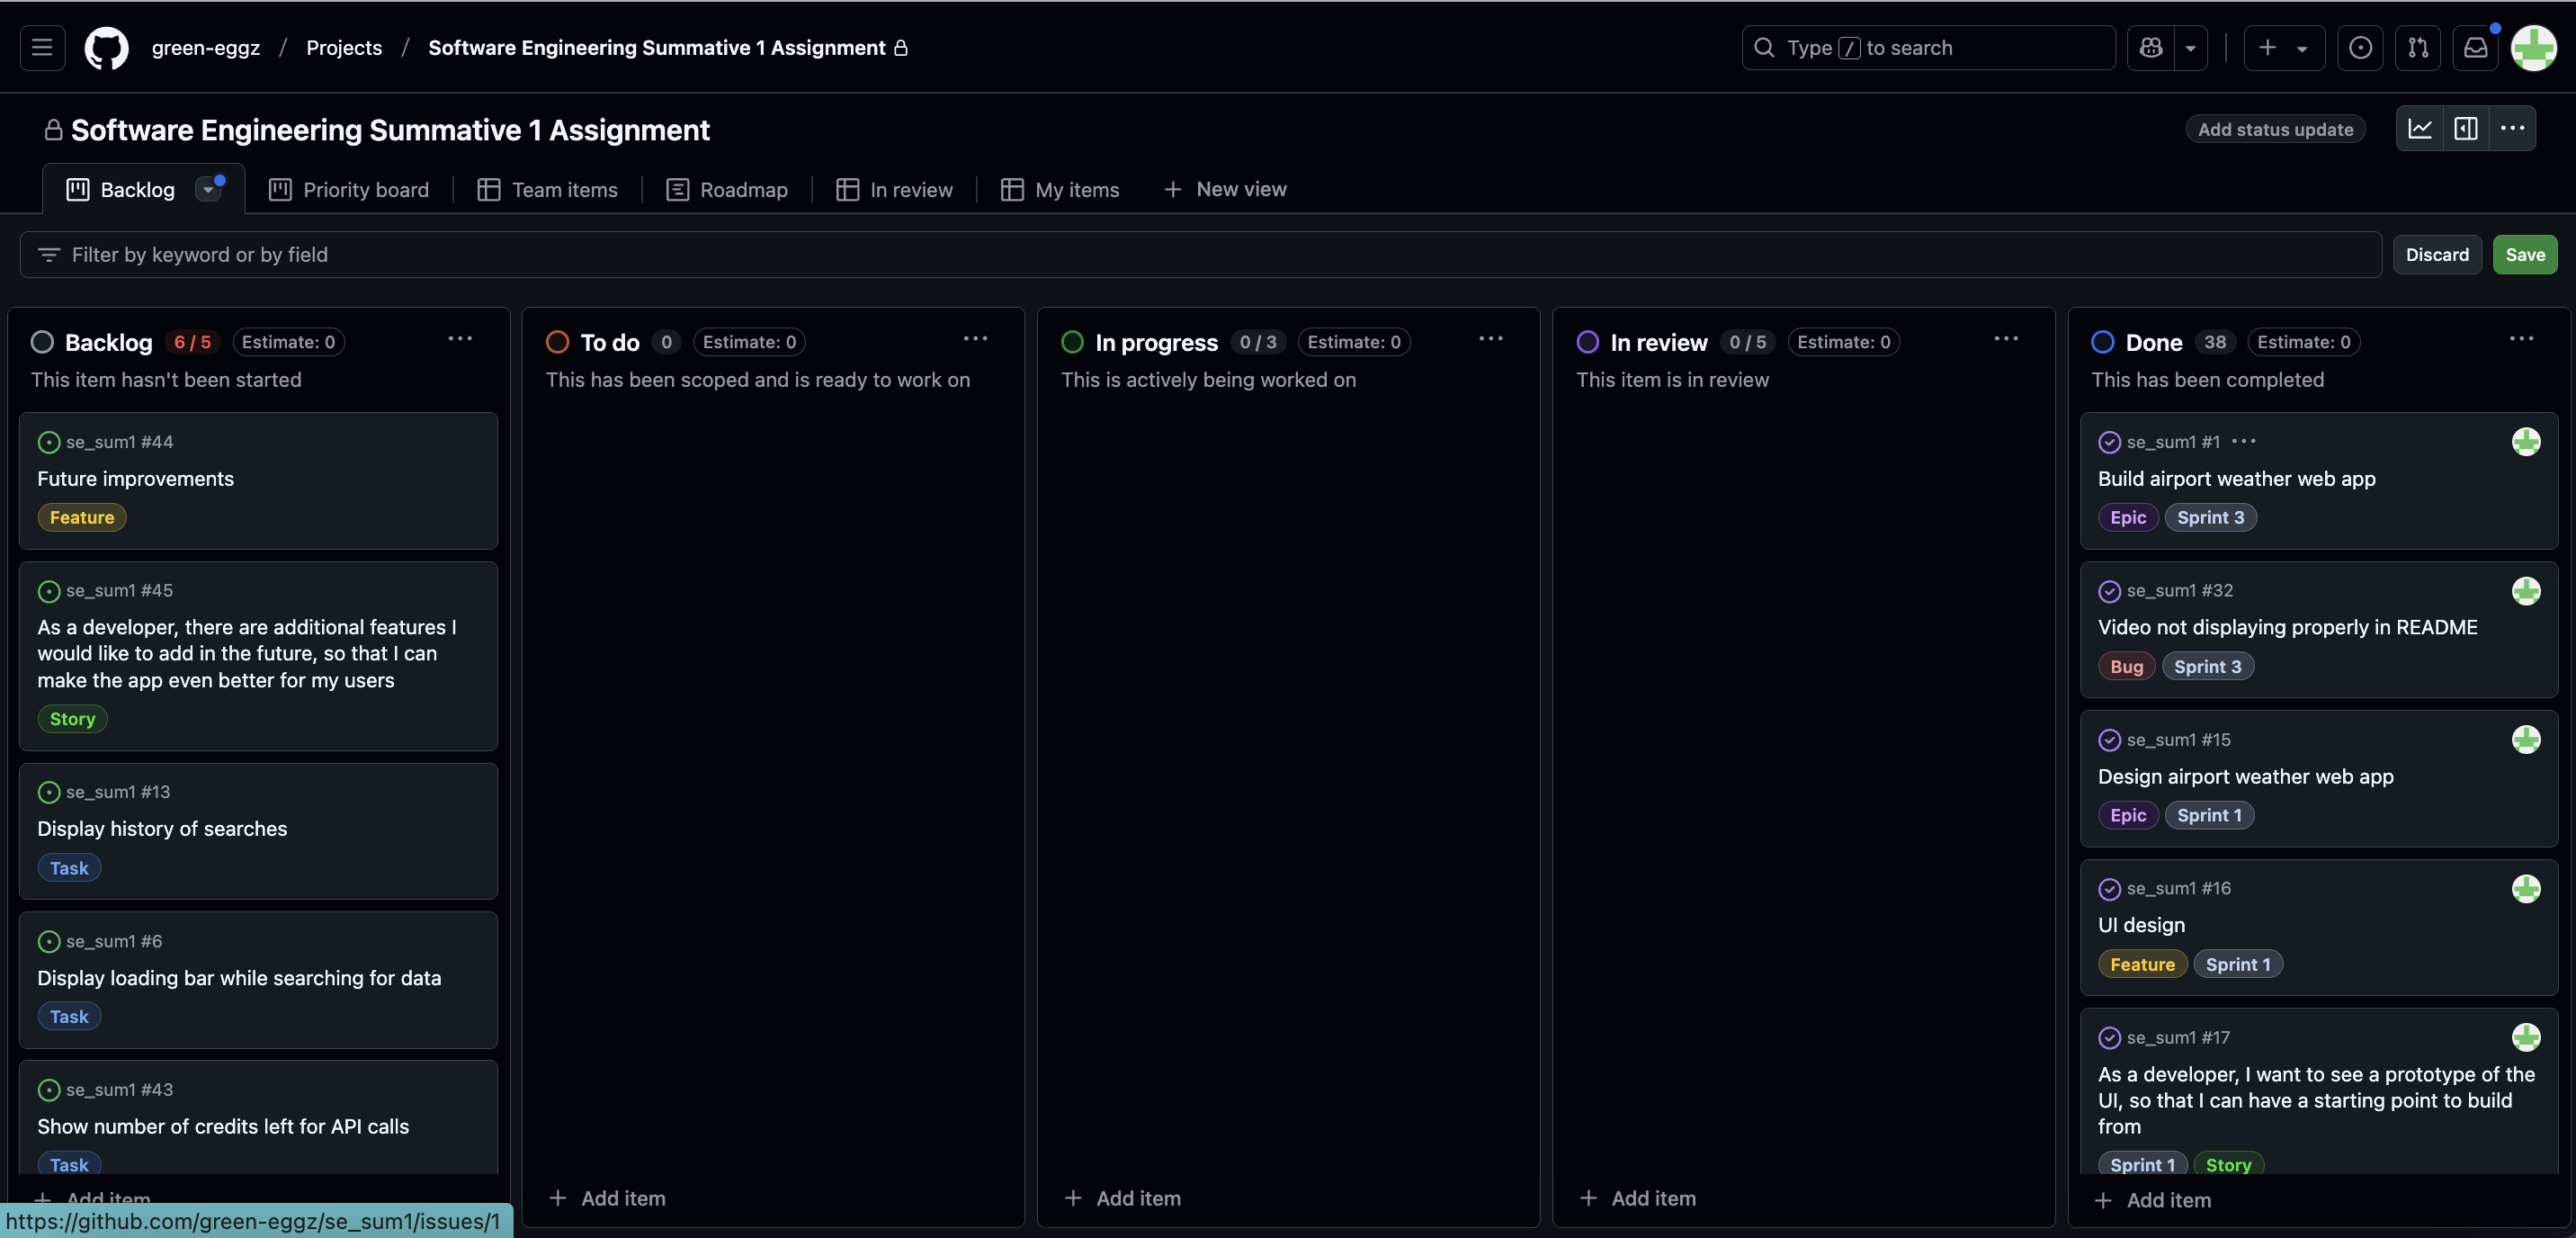 green-eggz / Projects / Software Engineering Summative 1 Assignment
Type / to search
Software Engineering Summative 1 Assignment
Add status update
Backlog
Priority board
Team items
Roadmap
In review
My items
+ New view
Filter by keyword or by field
Discard
Save
Backlog 6 / 5 Estimate: 0
This item hasn't been started
se_sum1 #44
Future improvements
Feature
se_sum1 #45
As a developer, there are additional features I
would like to add in the future, so that I can
make the app even better for my users
Story
se_sum1 #13
Display history of searches
Task
se_sum1 #6
Display loading bar while searching for data
Task
se_sum1 #43
Show number of credits left for API calls
Task
+ Add item
To do 0 Estimate: 0
This has been scoped and is ready to work on
+ Add item
In progress 0 / 3 Estimate: 0
This is actively being worked on
+ Add item
In review 0 / 5 Estimate: 0
This item is in review
+ Add item
Done 38 Estimate: 0
This has been completed
se_sum1 #1
Build airport weather web app
Epic Sprint 3
se_sum1 #32
Video not displaying properly in README
Bug Sprint 3
se_sum1 #15
Design airport weather web app
Epic Sprint 1
se_sum1 #16
UI design
Feature Sprint 1
se_sum1 #17
As a developer, I want to see a prototype of the
UI, so that I can have a starting point to build
from
Sprint 1 Story
+ Add item
https://github.com/green-eggz/se_sum1/issues/1